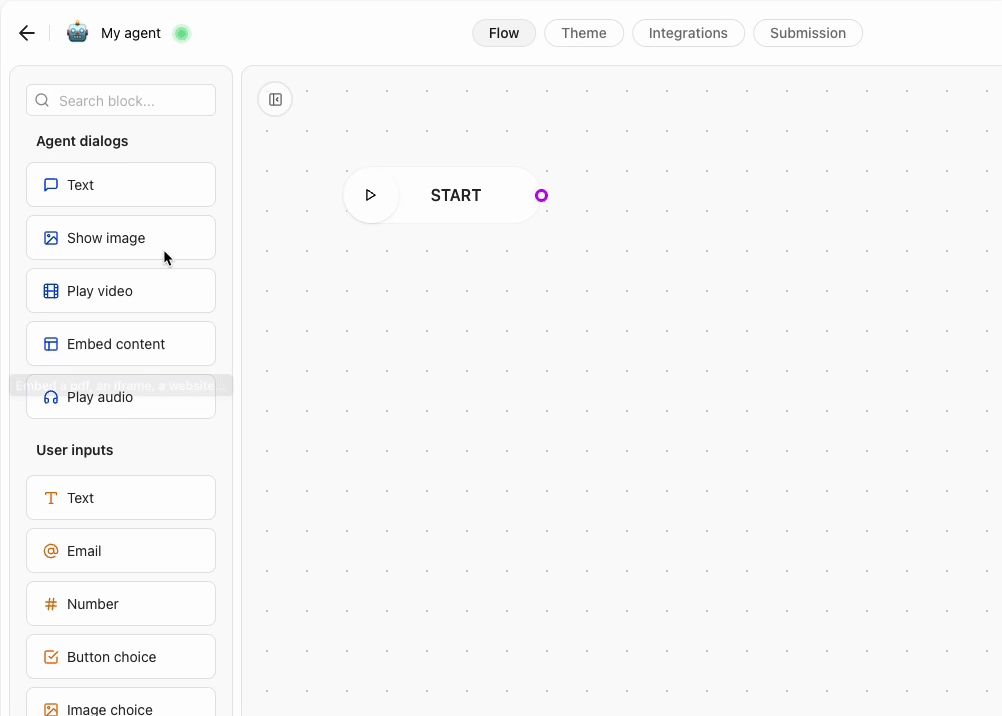 My agent
Flow
Theme
Integrations
Submission
Search block...
Agent dialogs
Text
Show image
Play video
Embed content
Embed a pdf, an iframe, a website...
Play audio
User inputs
Text
Email
Number
Button choice
Image choice
START